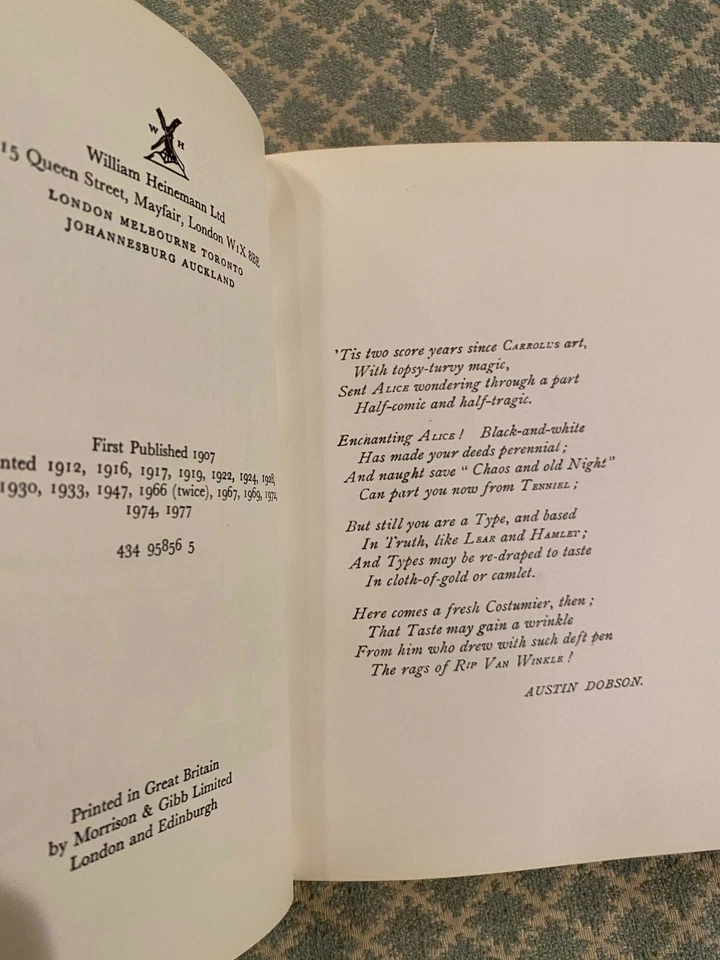 W H
William Heinemann Ltd
15 Queen Street, Mayfair, London W1X 8BE
LONDON MELBOURNE TORONTO
JOHANNESBURG AUCKLAND
First Published 1907
nted 1912, 1916, 1917, 1919, 1922, 1924, 1928,
1930, 1933, 1947, 1966 (twice), 1967, 1969, 1972,
1974, 1977
434 95856 5
Printed in Great Britain
by Morrison & Gibb Limited
London and Edinburgh
'Tis two score years since CARROLL'S art,
With topsy-turvy magic,
Sent ALICE wondering through a part
Half-comic and half-tragic.
Enchanting ALICE! Black-and-white
Has made your deeds perennial;
And naught save "Chaos and old Night"
Can part you now from TENNIEL;
But still you are a Type, and based
In Truth, like LEAR and HAMLET;
And Types may be re-draped to taste
In cloth-of-gold or camlet.
Here comes a fresh Costumier, then;
That Taste may gain a wrinkle
From him who drew with such deft pen
The rags of RIP VAN WINKLE!
AUSTIN DOBSON.